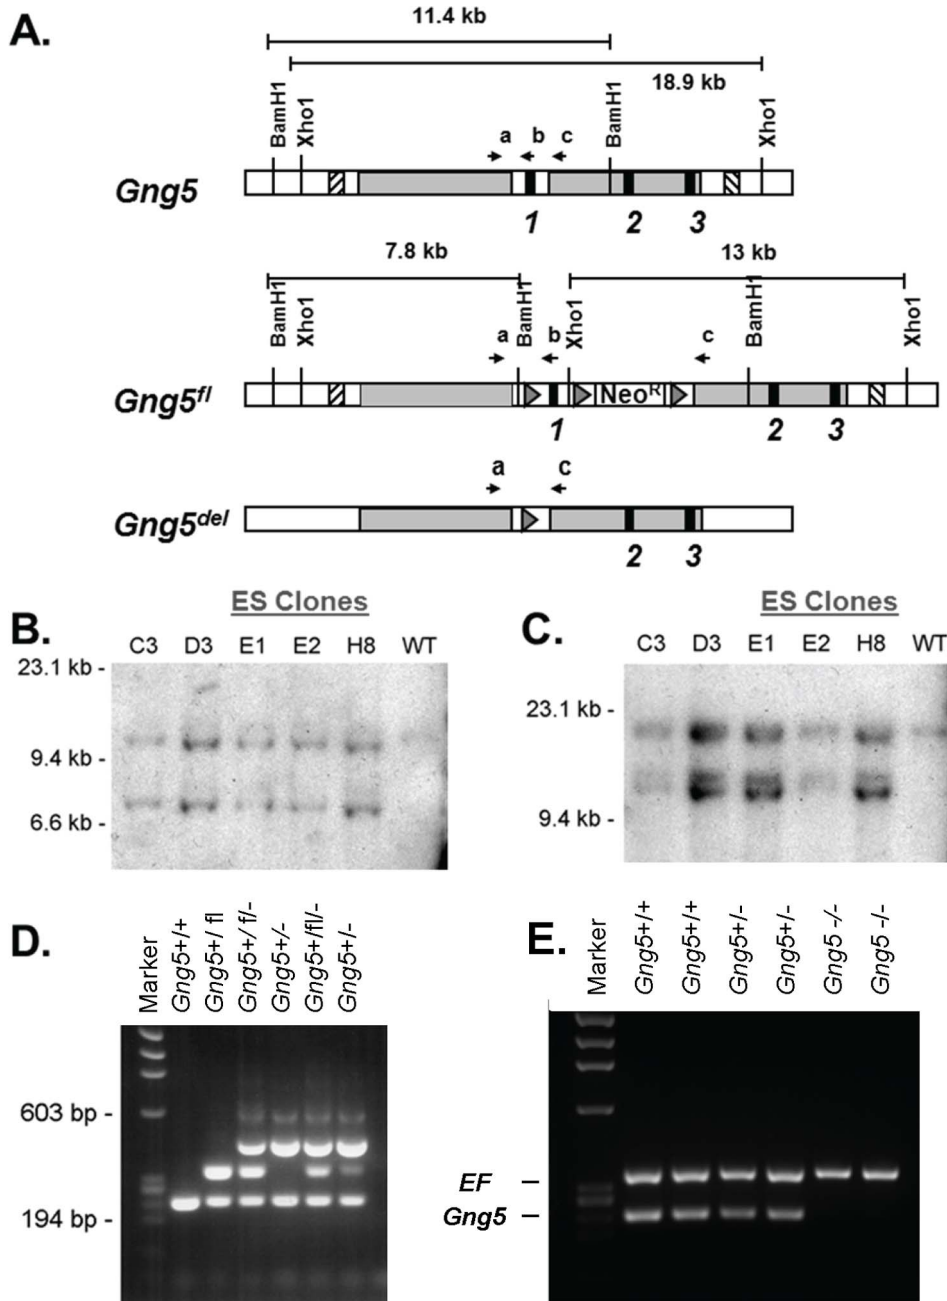 A.
11.4 kb
18.9 kb
BamH1
Xho1
BamH1
Xho1
a b c
Gng5
1 2 3
7.8 kb
13 kb
BamH1
Xho1
BamH1
Xho1
BamH1
Xho1
a b c
Gng5fl
NeoR
1 2 3
a c
Gng5del
2 3
B.
ES Clones
C3 D3 E1 E2 H8 WT
23.1 kb -
9.4 kb -
6.6 kb -
C.
ES Clones
C3 D3 E1 E2 H8 WT
23.1 kb -
9.4 kb -
D.
Marker
Gng5+/+
Gng5+/ fl
Gng5+/ f/-
Gng5+/-
Gng5+/fl/-
Gng5+/-
603 bp -
194 bp -
E.
Marker
Gng5+/+
Gng5+/+
Gng5+/-
Gng5+/-
Gng5 -/-
Gng5 -/-
EF –
Gng5 –